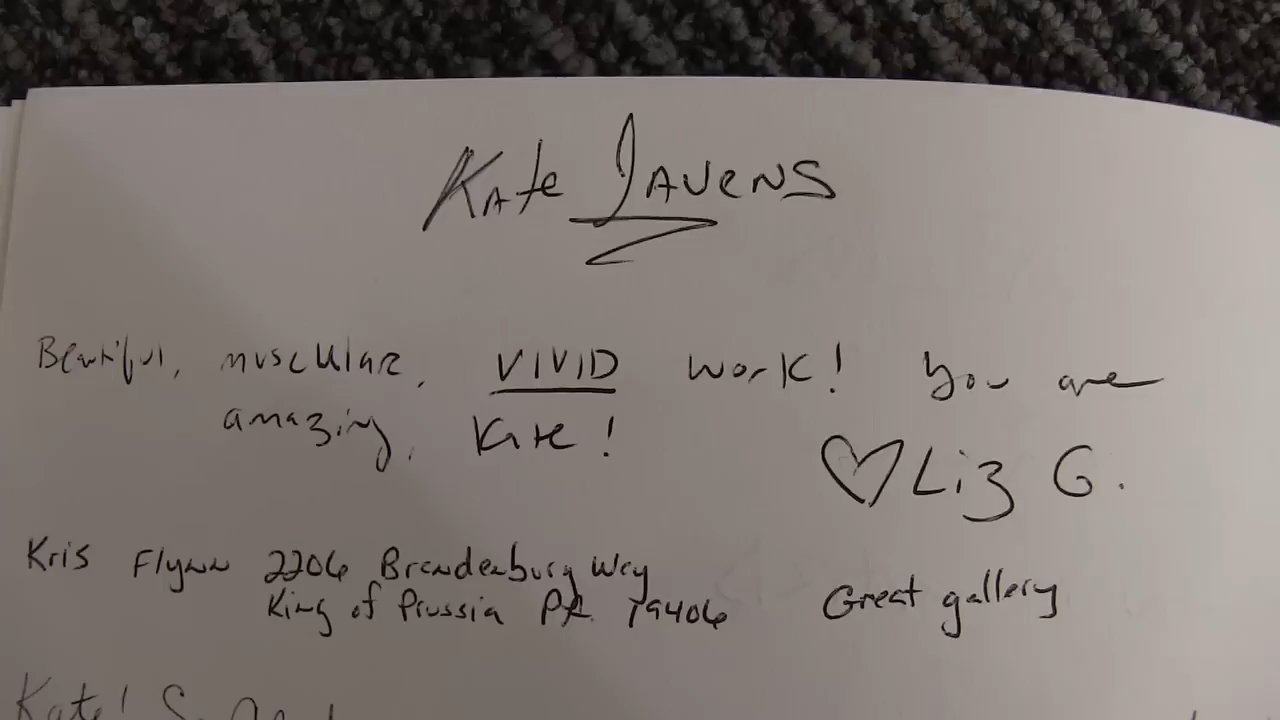 Kate Javens
Beautiful, muscular, VIVID work! You are
amazing, Kate!
♡ Liz G.
Kris Flynn 2206 Brandenburg Way
King of Prussia PA 19406
Great gallery
Kate!